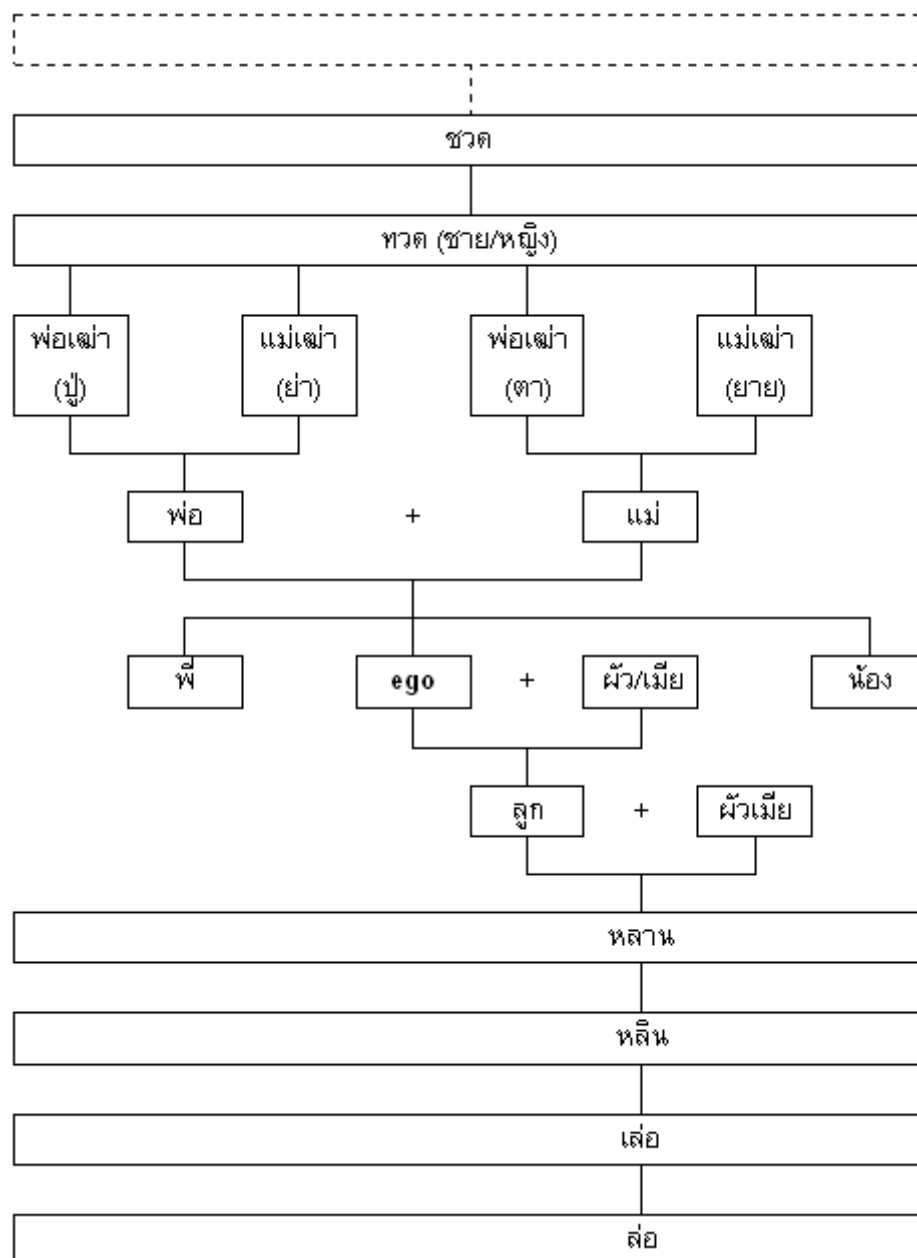 ชวด
ทวด (ชาย/หญิง)
พ่อเฒ่า
(ปู่)
แม่เฒ่า
(ย่า)
พ่อเฒ่า
(ตา)
แม่เฒ่า
(ยาย)
พ่อ + แม่
พี่ ego + ผัว/เมีย น้อง
ลูก + ผัวเมีย
หลาน
หลิน
เล่อ
ล่อ